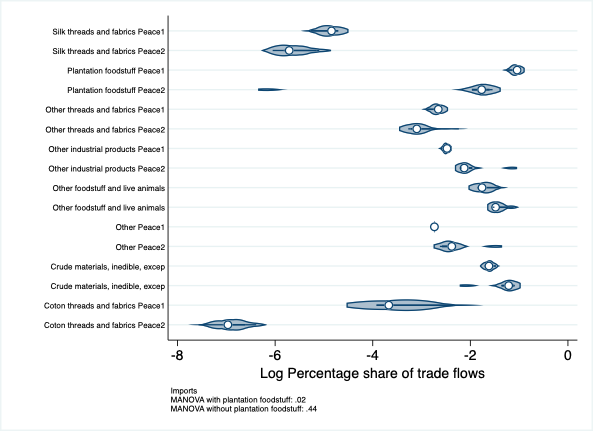 Silk threads and fabrics Peace1
Silk threads and fabrics Peace2
Plantation foodstuff Peace1
Plantation foodstuff Peace2
Other threads and fabrics Peace1
Other threads and fabrics Peace2
Other industrial products Peace1
Other industrial products Peace2
Other foodstuff and live animals
Other foodstuff and live animals
Other Peace1
Other Peace2
Crude materials, inedible, excep
Crude materials, inedible, excep
Coton threads and fabrics Peace1
Coton threads and fabrics Peace2
-8 -6 -4 -2 0
Log Percentage share of trade flows
Imports
MANOVA with plantation foodstuff: .02
MANOVA without plantation foodstuff: .44